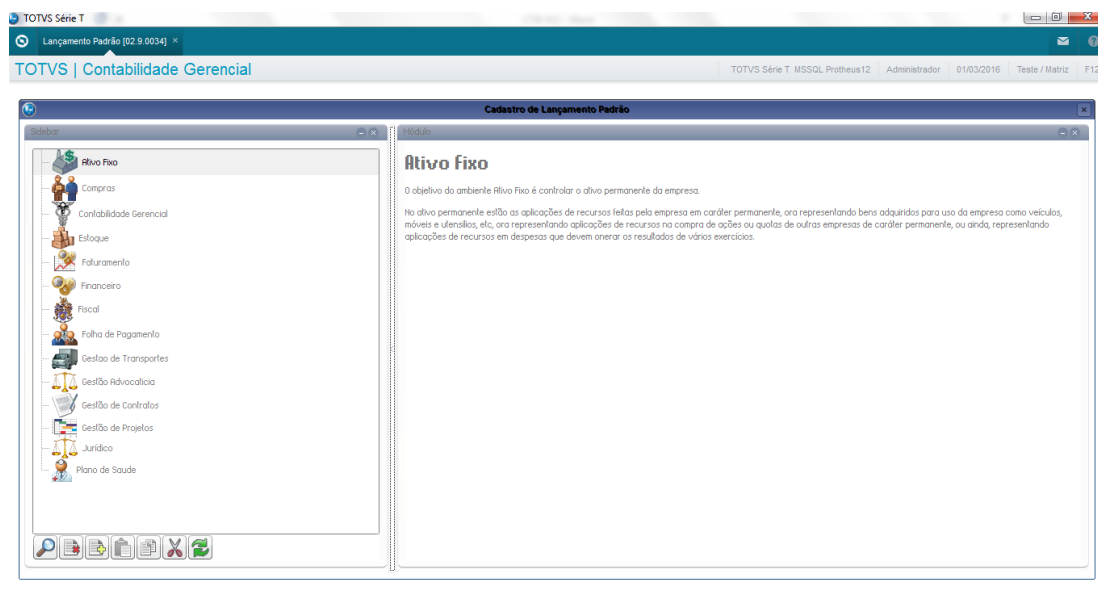 TOTVS Série T
Lançamento Padrão [02.9.0034] ×
TOTVS | Contabilidade Gerencial
TOTVS Série T MSSQL Protheus12 Administrador 01/03/2016 Teste / Matriz F12
Cadastro de Lançamento Padrão
Sidebar
Módulo
Ativo Fixo
Compras
Contabilidade Gerencial
Estoque
Faturamento
Financeiro
Fiscal
Folha de Pagamento
Gestao de Transportes
Gestão Advocaticia
Gestão de Contratos
Gestão de Projetos
Jurídico
Plano de Saude
Ativo Fixo
O objetivo do ambiente Ativo Fixo é controlar o ativo permanente da empresa.
No ativo permanente estão as aplicações de recursos feitas pela empresa em caráter permanente, ora representando bens adquiridos para uso da empresa como veículos,
móveis e utensílios, etc, ora representando aplicações de recursos na compra de ações ou quotas de outras empresas de caráter permanente, ou ainda, representando
aplicações de recursos em despesas que devem onerar os resultados de vários exercícios.